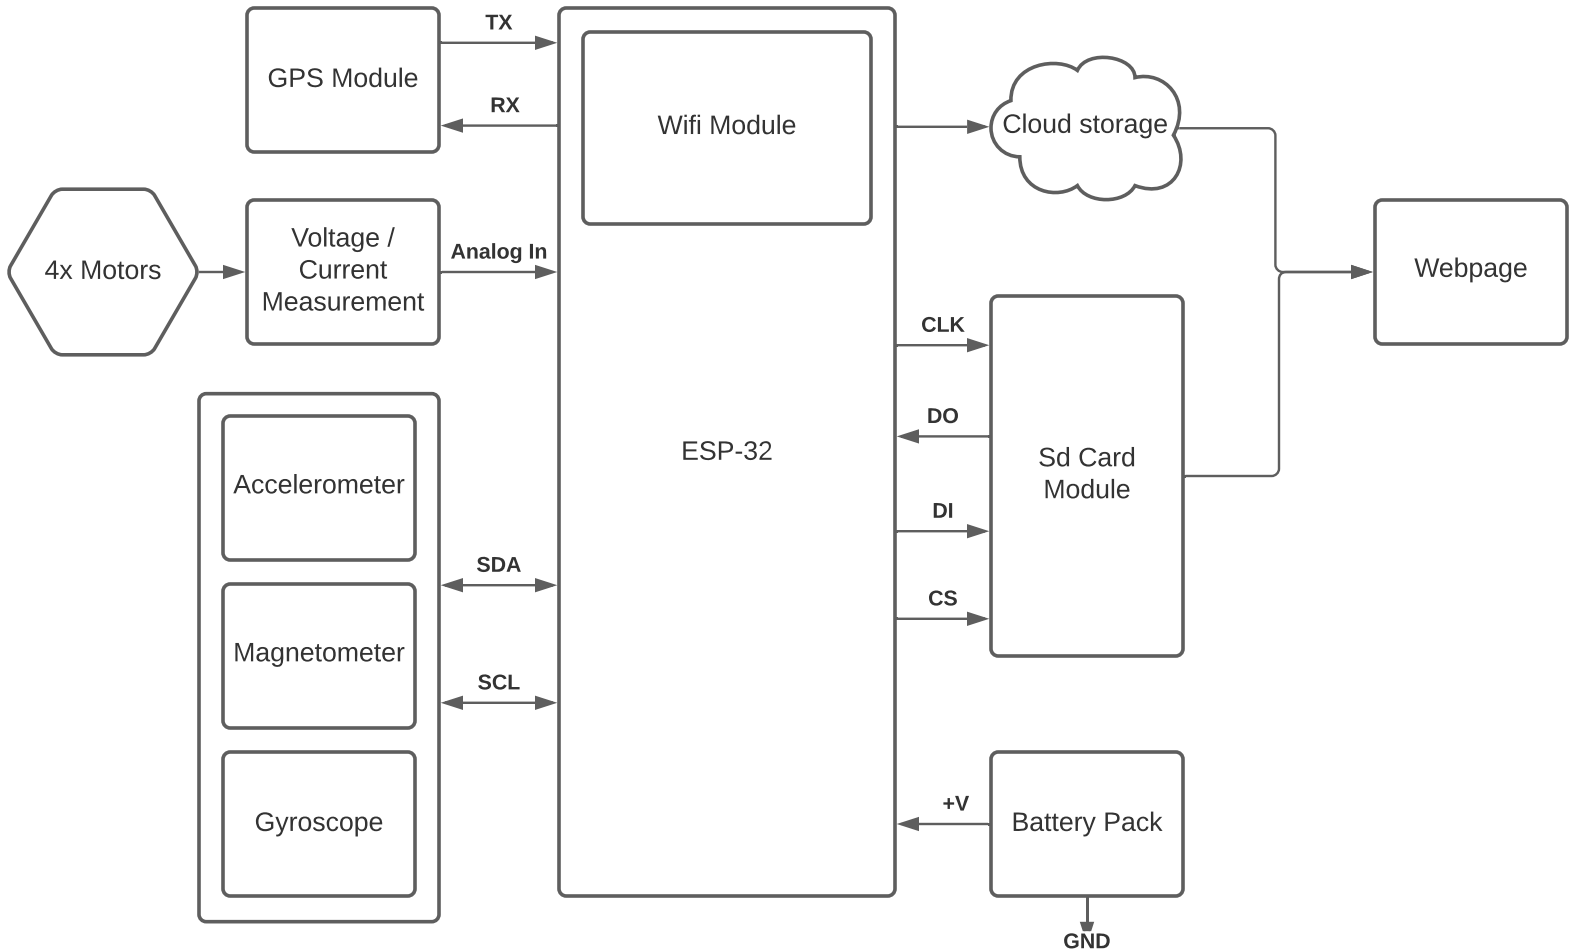 TX
GPS Module
RX
Wifi Module
Cloud storage
4x Motors
Voltage /
Current
Measurement
Analog In
Webpage
CLK
DO
DI
CS
Sd Card
Module
ESP-32
Accelerometer
SDA
Magnetometer
SCL
Gyroscope
+V
Battery Pack
GND